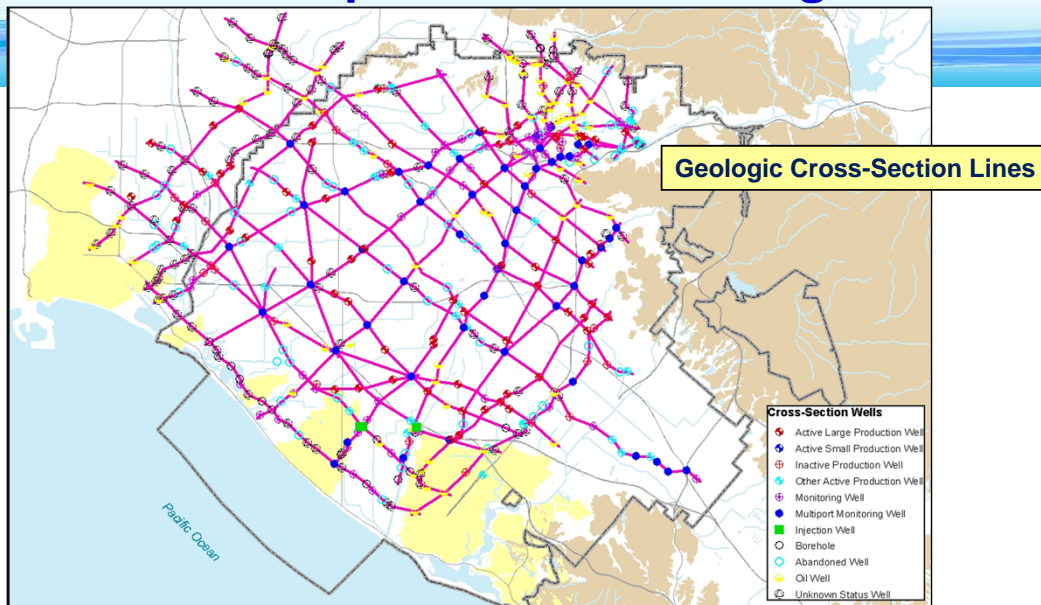 Geologic Cross-Section Lines
Cross-Section Wells
Active Large Production Well
Active Small Production Well
Inactive Production Well
Other Active Production Well
Monitoring Well
Multiport Monitoring Well
Injection Well
Borehole
Abandoned Well
Oil Well
Unknown Status Well
Pacific Ocean